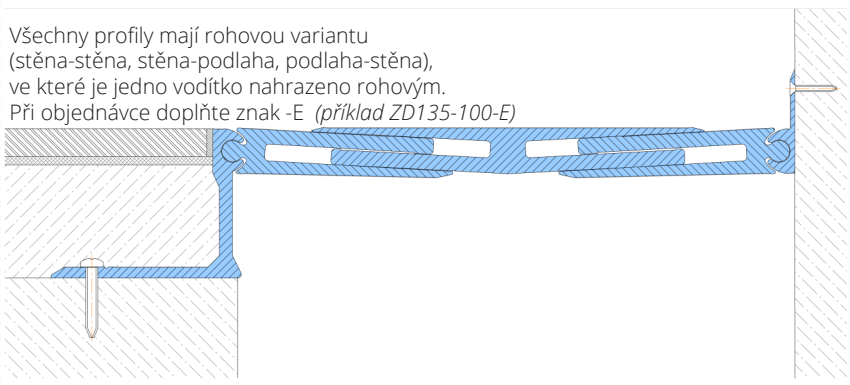 Všechny profily mají rohovou variantu
(stěna-stěna, stěna-podlaha, podlaha-stěna),
ve které je jedno vodítko nahrazeno rohovým.
Při objednávce doplňte znak -E (příklad ZD135-100-E)